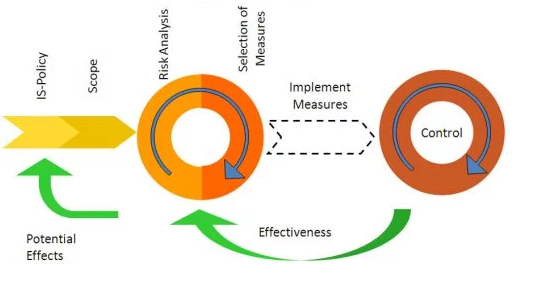 IS-Policy
Scope
Risk Analysis
Selection of
Measures
Implement
Measures
Control
Effectiveness
Potential
Effects